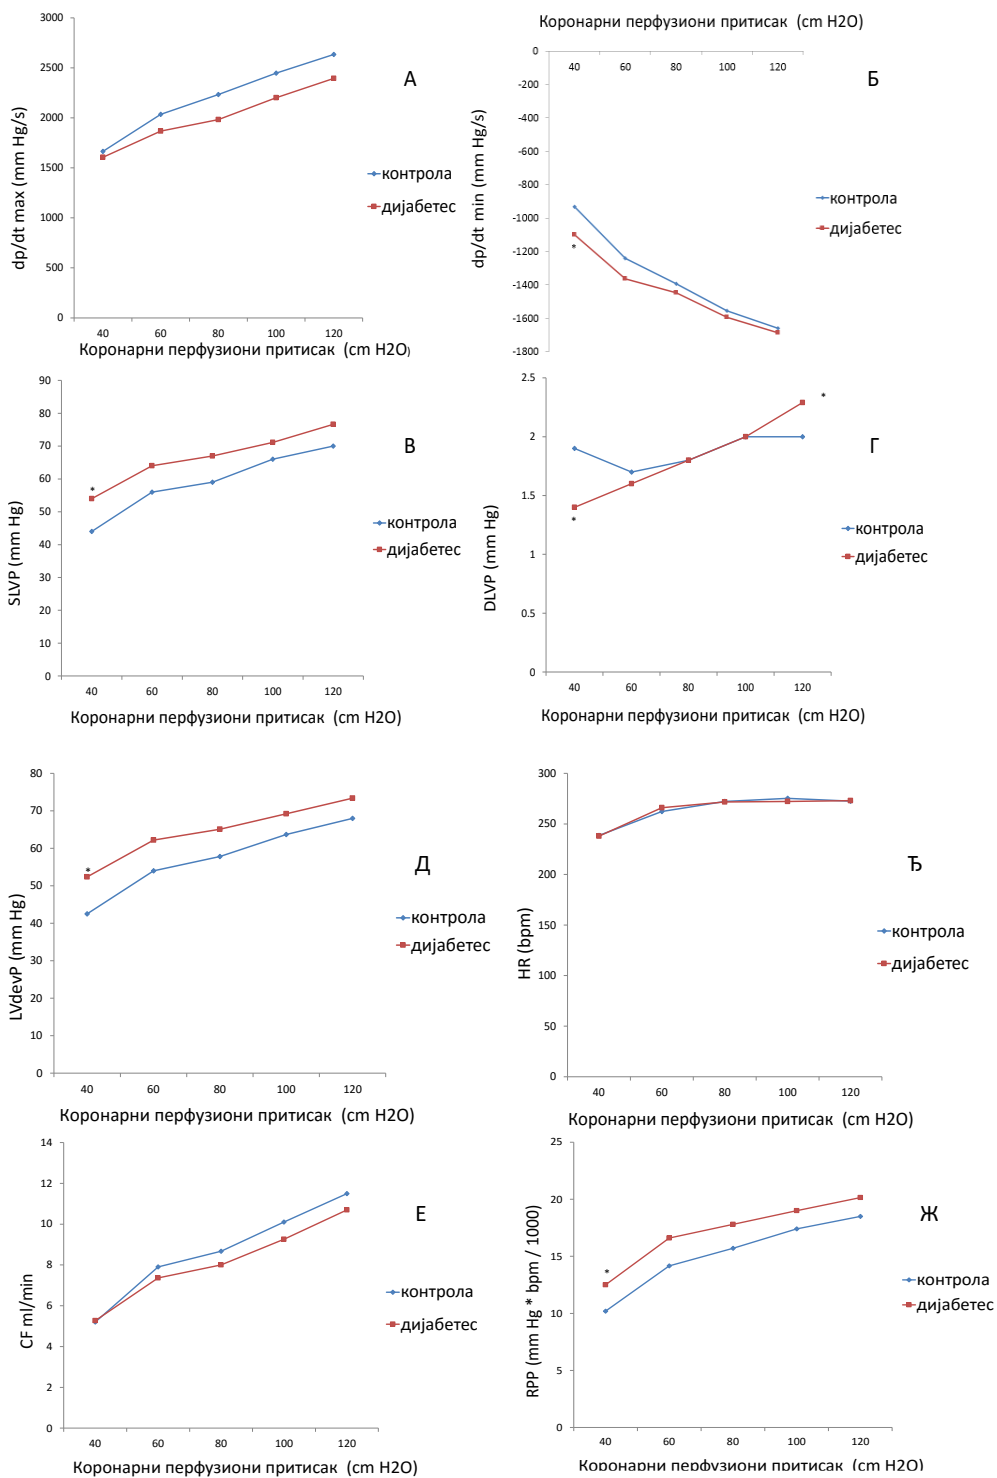 3000
2500
2000
1500
1000
500
0
40 60 80 100 120
dp/dt max (mm Hg/s)
Коронарни перфузиони притисак (cm H2O)
А
контрола
дијабетес
Коронарни перфузиони притисак (cm H2O)
0
-200
-400
-600
-800
-1000
-1200
-1400
-1600
-1800
40 60 80 100 120
dp/dt min (mm Hg/s)
Б
контрола
дијабетес
*
90
80
70
60
50
40
30
20
10
0
40 60 80 100 120
SLVP (mm Hg)
Коронарни перфузиони притисак (cm H2O)
В
контрола
дијабетес
*
2.5
2
1.5
1
0.5
0
40 60 80 100 120
DLVP (mm Hg)
Коронарни перфузиони притисак (cm H2O)
Г
контрола
дијабетес
*
*
80
70
60
50
40
30
20
10
0
40 60 80 100 120
LVdevP (mm Hg)
Коронарни перфузиони притисак (cm H2O)
Д
контрола
дијабетес
*
300
250
200
150
100
50
0
40 60 80 100 120
HR (bpm)
Коронарни перфузиони притисак (cm H2O)
Ђ
контрола
дијабетес
14
12
10
8
6
4
2
0
40 60 80 100 120
CF ml/min
Коронарни перфузиони притисак (cm H2O)
Е
контрола
дијабетес
25
20
15
10
5
0
40 60 80 100 120
RPP (mm Hg * bpm / 1000)
Коронарни перфузиони притисак (cm H2O)
Ж
контрола
дијабетес
*